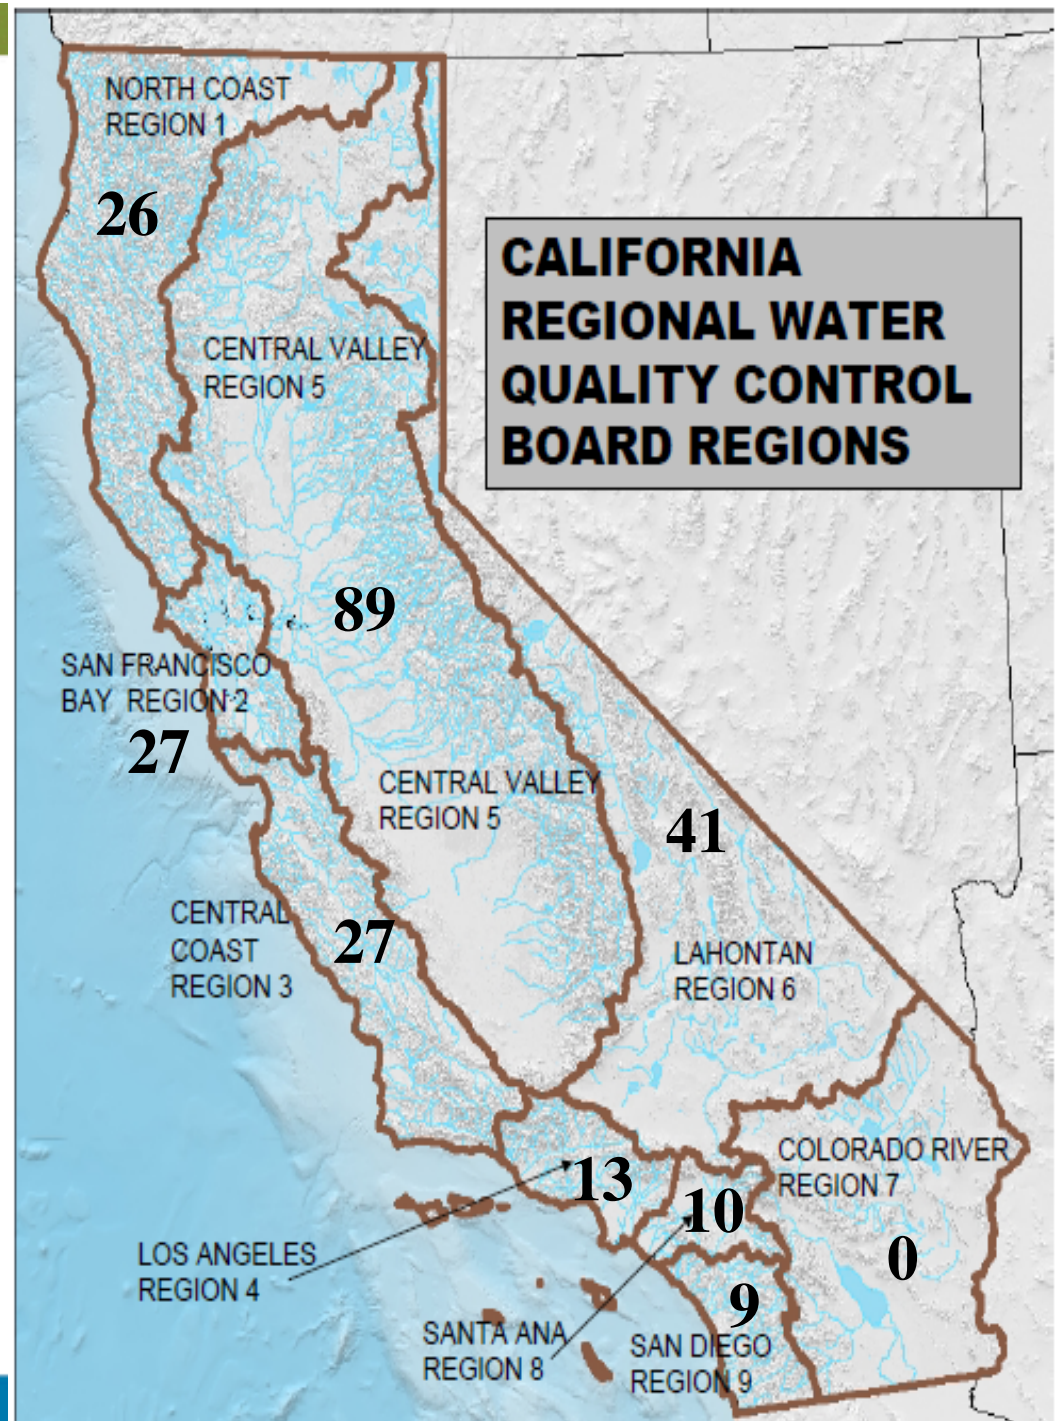 NORTH COAST
REGION 1
26
CALIFORNIA
REGIONAL WATER
QUALITY CONTROL
BOARD REGIONS
CENTRAL VALLEY
REGION 5
89
SAN FRANCISCO
BAY REGION 2
27
CENTRAL VALLEY
REGION 5
41
CENTRAL
COAST
REGION 3
27
LAHONTAN
REGION 6
COLORADO RIVER
REGION 7
13
10
LOS ANGELES
REGION 4
0
9
SANTA ANA
REGION 8
SAN DIEGO
REGION 9